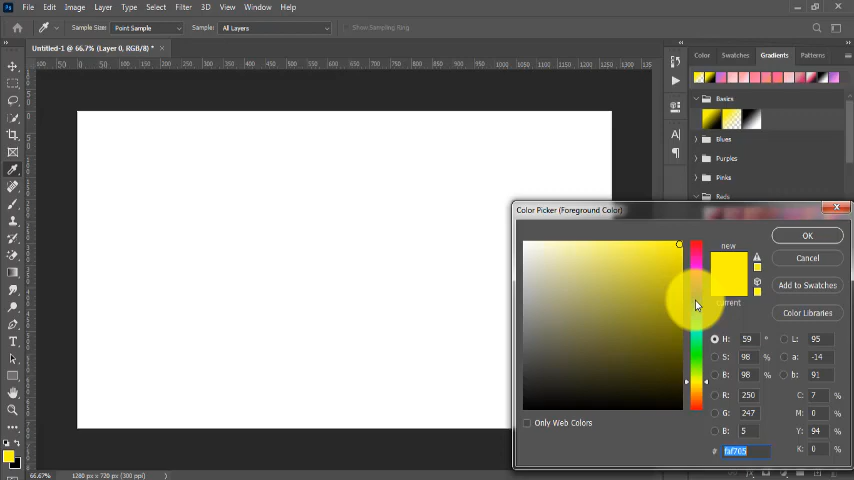 Ps File Edit Image Layer Type Select Filter 3D View Window Help
Sample Size: Point Sample Sample: All Layers Show Sampling Ring
Untitled-1 @ 66.7% (Layer 0, RGB/8) *
Color Swatches Gradients Patterns
Basics
Blues
Purples
Pinks
Reds
Color Picker (Foreground Color)
new
current
OK
Cancel
Add to Swatches
Color Libraries
H: 59 °
S: 98 %
B: 98 %
R: 250
G: 247
B: 5
# faf705
L: 95
a: -14
b: 91
C: 7 %
M: 0 %
Y: 94 %
K: 0 %
Only Web Colors
66.67% 1280 px x 720 px (300 ppi)